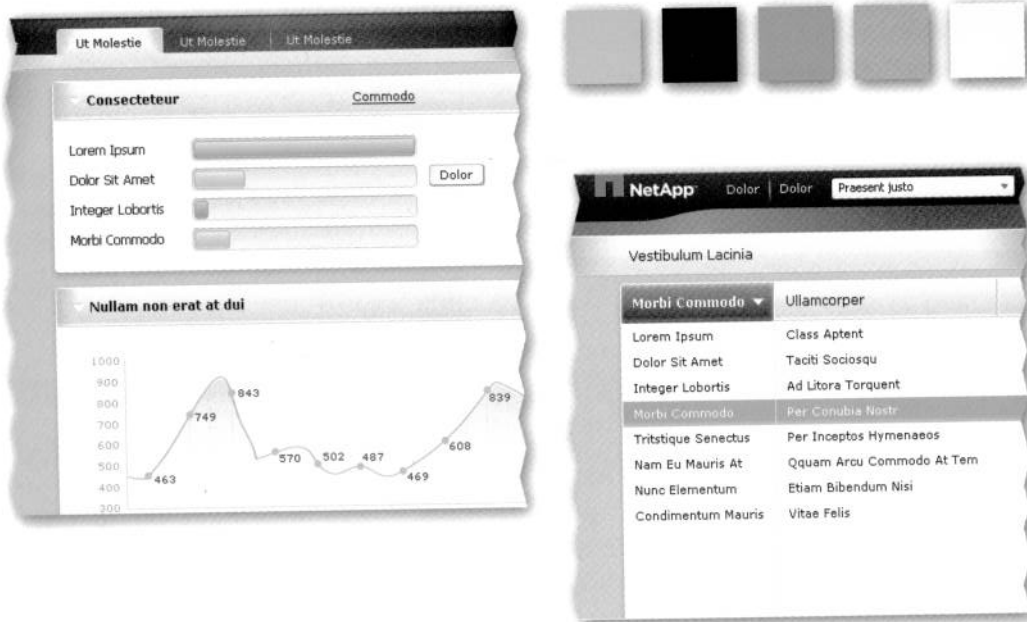 Ut Molestie Ut Molestie Ut Molestie
Consecteteur Commodo
Lorem Ipsum
Dolor Sit Amet Dolor
Integer Lobortis
Morbi Commodo
Nullam non erat at dui
1000
900
800
700
600
500
400
300
463
749
843
570
502
487
469
608
839
NetApp Dolor Dolor Praesent justo
Vestibulum Lacinia
Morbi Commodo Ullamcorper
Lorem Ipsum Class Aptent
Dolor Sit Amet Taciti Sociosqu
Integer Lobortis Ad Litora Torquent
Morbi Commodo Per Conubia Nostr
Tritstique Senectus Per Inceptos Hymenaeos
Nam Eu Mauris At Qquam Arcu Commodo At Tem
Nunc Elementum Etiam Bibendum Nisi
Condimentum Mauris Vitae Felis